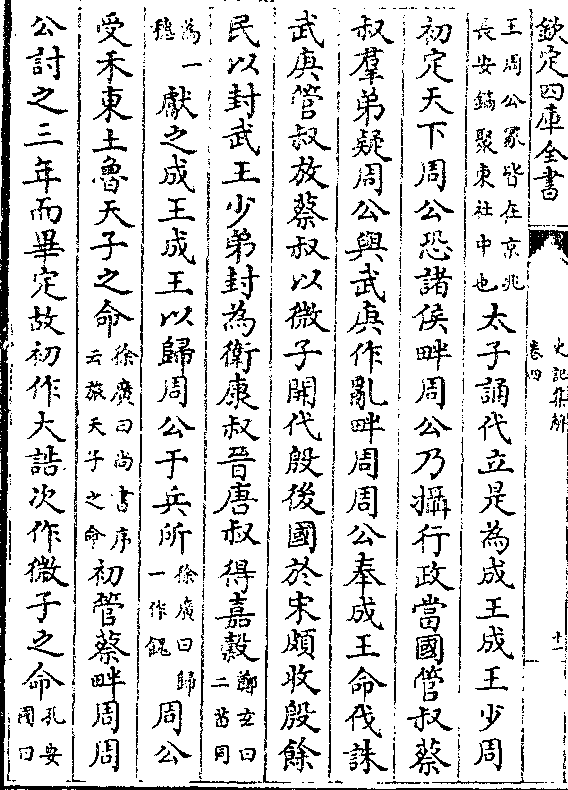 欽定四庫全書
史記集解
卷四
十一
王周公冢皆在京兆
長安鎬聚東社中也
太子誦代立是為成王成王少周
初定天下周公恐諸侯畔周公乃攝行政當國管叔蔡
叔羣弟疑周公與武庚作亂畔周周公奉成王命伐誅
武庚管叔放蔡叔以微子開代殷後國於宋頗收殷餘
民以封武王少弟封為衛康叔晉唐叔得嘉穀
鄭玄曰
二苗同
為一
穗
獻之成王成王以歸周公于兵所
徐廣曰歸
一作餽
周公
受禾東土魯天子之命
徐廣曰尚書序
云旅天子之命
初管蔡畔周周
公討之三年而畢定故初作大誥次作微子之命
孔安
國曰